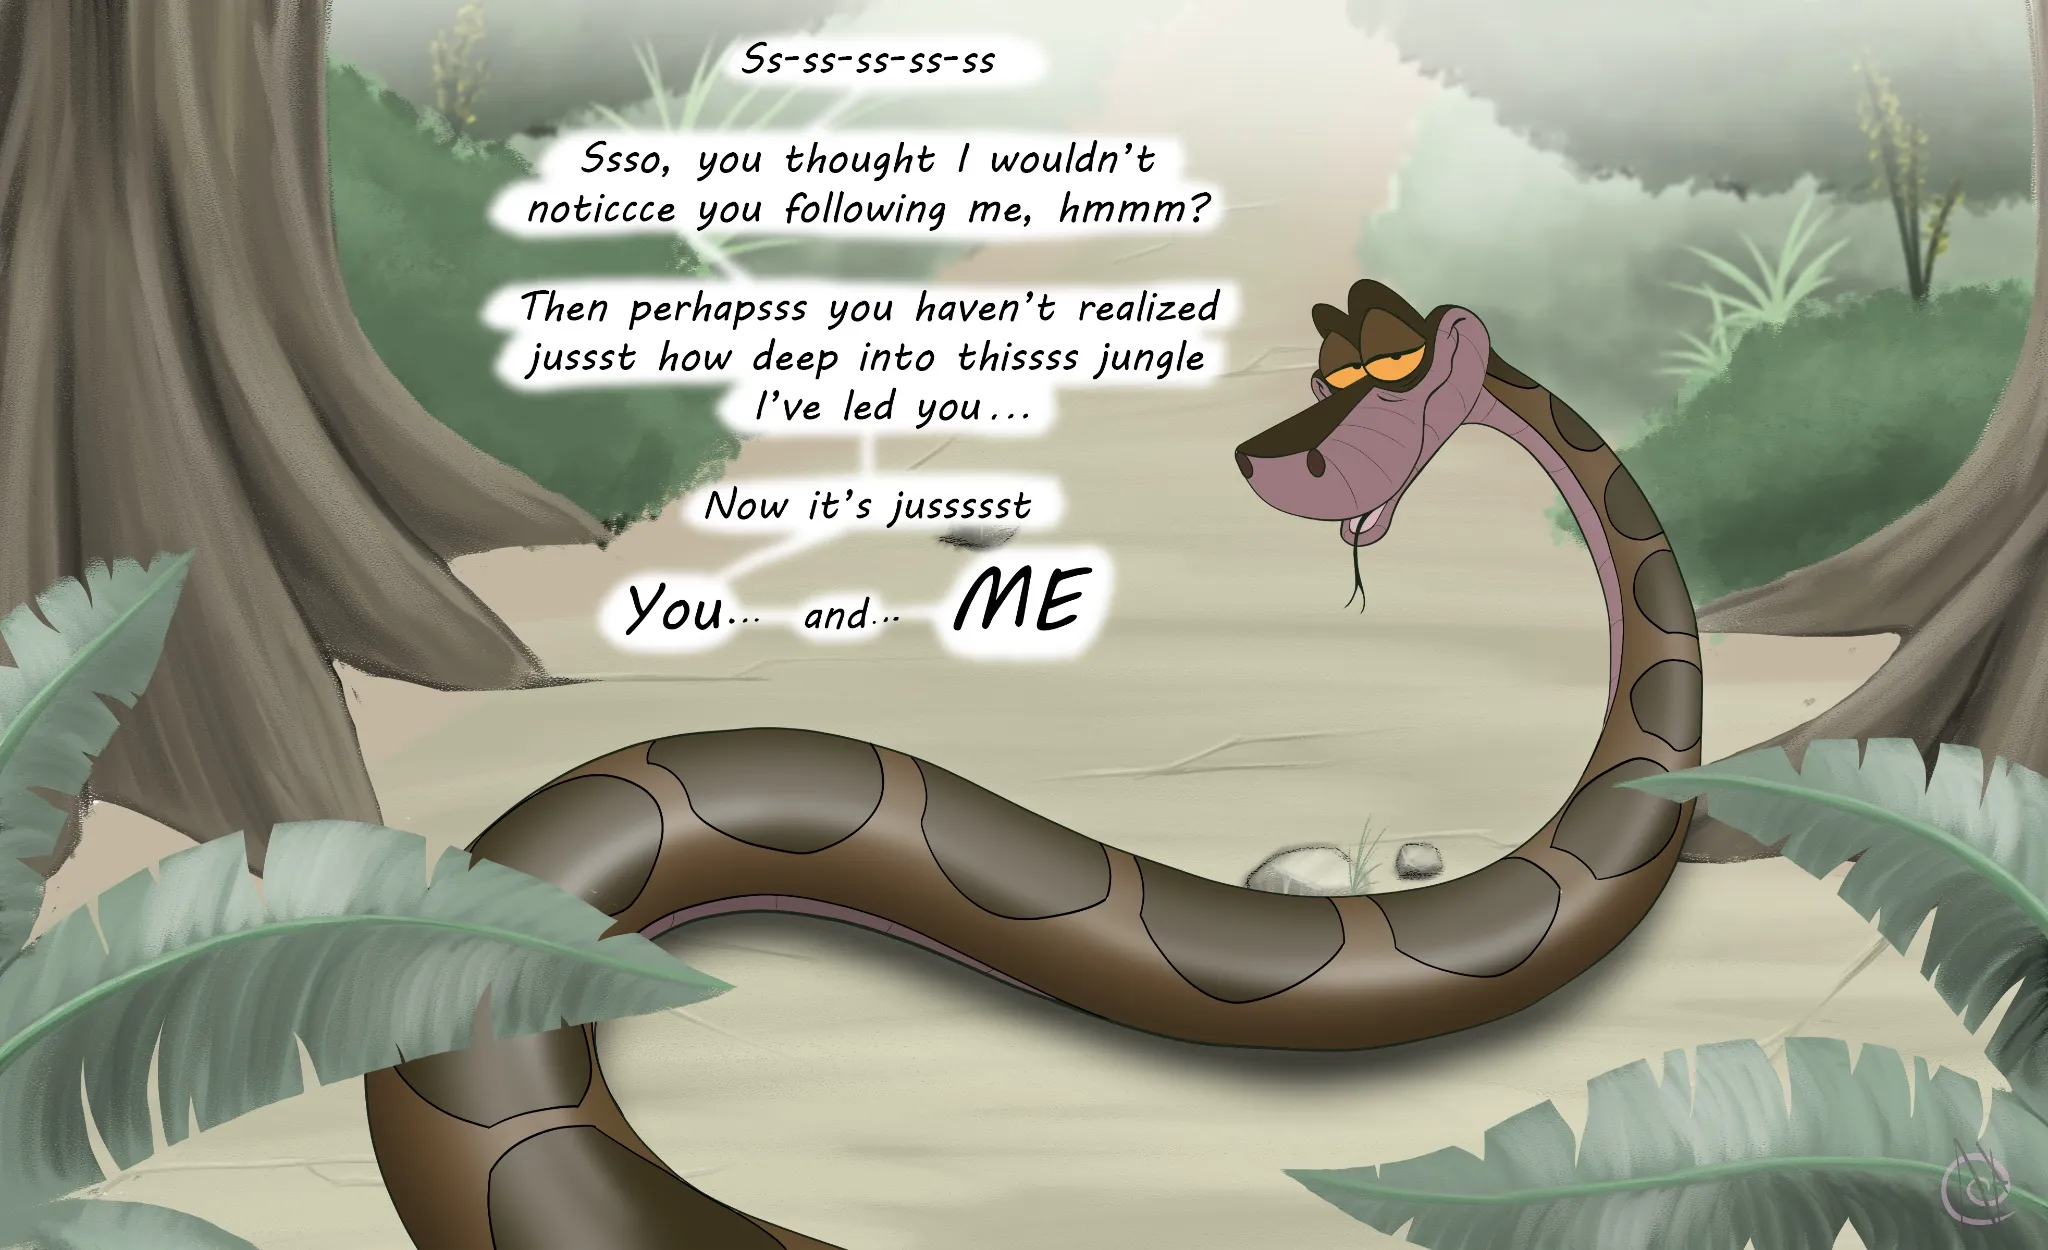 Ss-ss-ss-ss-ss
Ssso, you thought I wouldn't
noticcce you following me, hmmm?
Then perhapsss you haven't realized
jussst how deep into thissss jungle
I've led you...
Now it's jussssst
You... and... ME